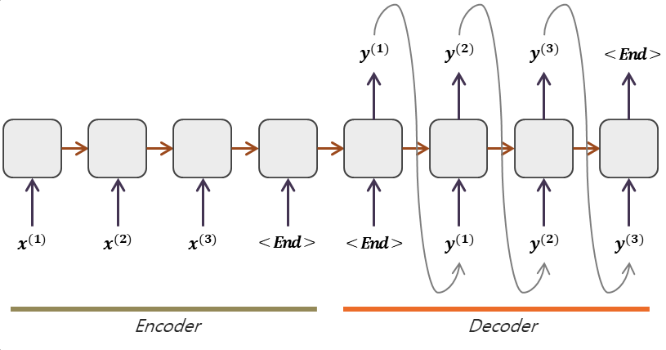 y⁽¹⁾ y⁽²⁾ y⁽³⁾ <End>
x⁽¹⁾ x⁽²⁾ x⁽³⁾ <End> <End> y⁽¹⁾ y⁽²⁾ y⁽³⁾
Encoder Decoder